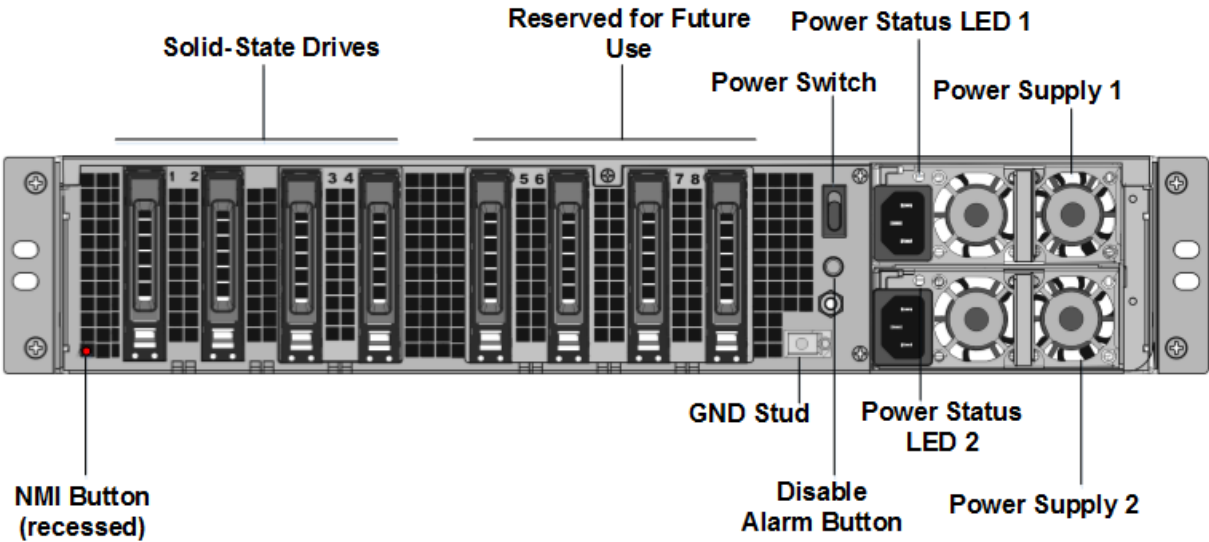 Reserved for Future
Use
Power Status LED 1
Solid-State Drives
Power Switch
Power Supply 1
1 2
3 4
5 6
7 8
GND Stud
Power Status
LED 2
NMI Button
(recessed)
Disable
Alarm Button
Power Supply 2